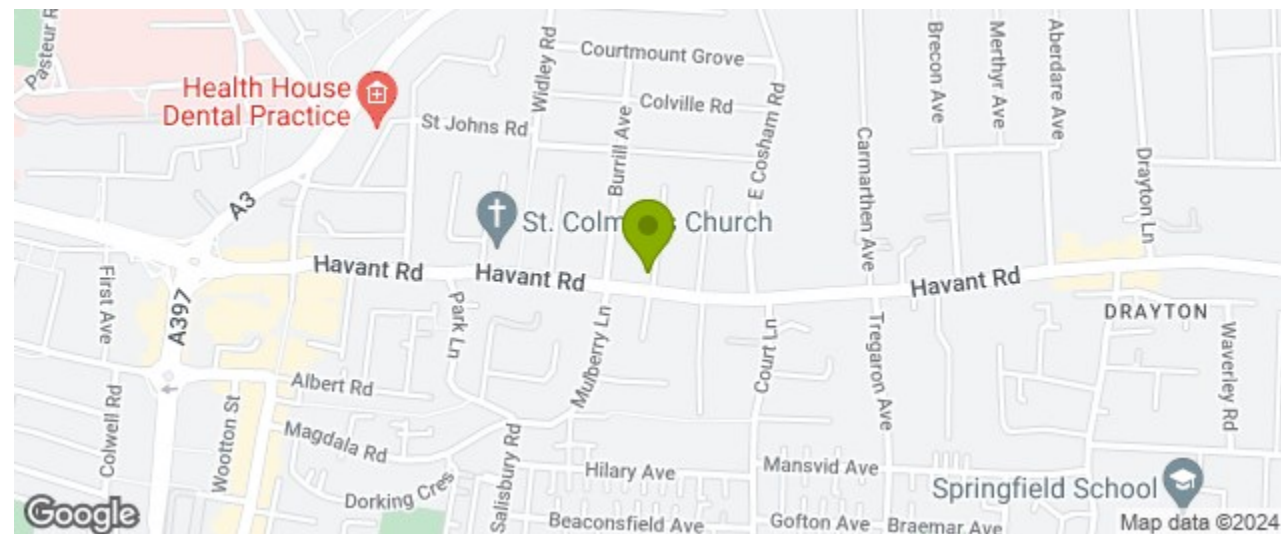 Pasteur R
Health House
Dental Practice
St Johns Rd
Widley Rd
Courtmount Grove
Colville Rd
Burrill Ave
E Cosham Rd
Carmarthen Ave
Brecon Ave
Merthyr Ave
Aberdare Ave
Drayton Ln
A3
St. Colm s Church
Havant Rd
Havant Rd
Havant Rd
DRAYTON
First Ave
A397
Park Ln
Mulberry Ln
Court Ln
Tregaron Ave
Waverley Rd
Albert Rd
Colwell Rd
Wootton St
Magdala Rd
Dorking Cres
Salisbury Rd
Hilary Ave
Mansvid Ave
Springfield School
Beaconsfield Ave
Gofton Ave
Braemar Ave
Google
Map data ©2024